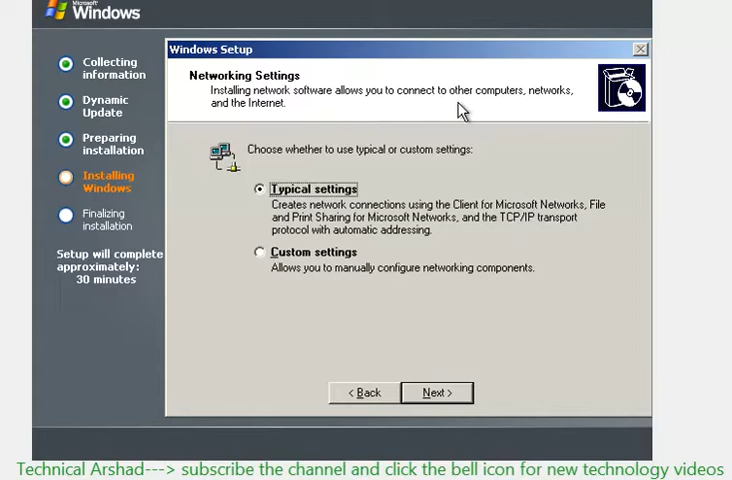 Microsoft
Windows
Collecting
information
Dynamic
Update
Preparing
installation
Installing
Windows
Finalizing
installation
Setup will complete
approximately:
30 minutes
Windows Setup
Networking Settings
Installing network software allows you to connect to other computers, networks,
and the Internet.
Choose whether to use typical or custom settings:
Typical settings
Creates network connections using the Client for Microsoft Networks, File
and Print Sharing for Microsoft Networks, and the TCP/IP transport
protocol with automatic addressing.
Custom settings
Allows you to manually configure networking components.
< Back
Next >
Technical Arshad---> subscribe the channel and click the bell icon for new technology videos